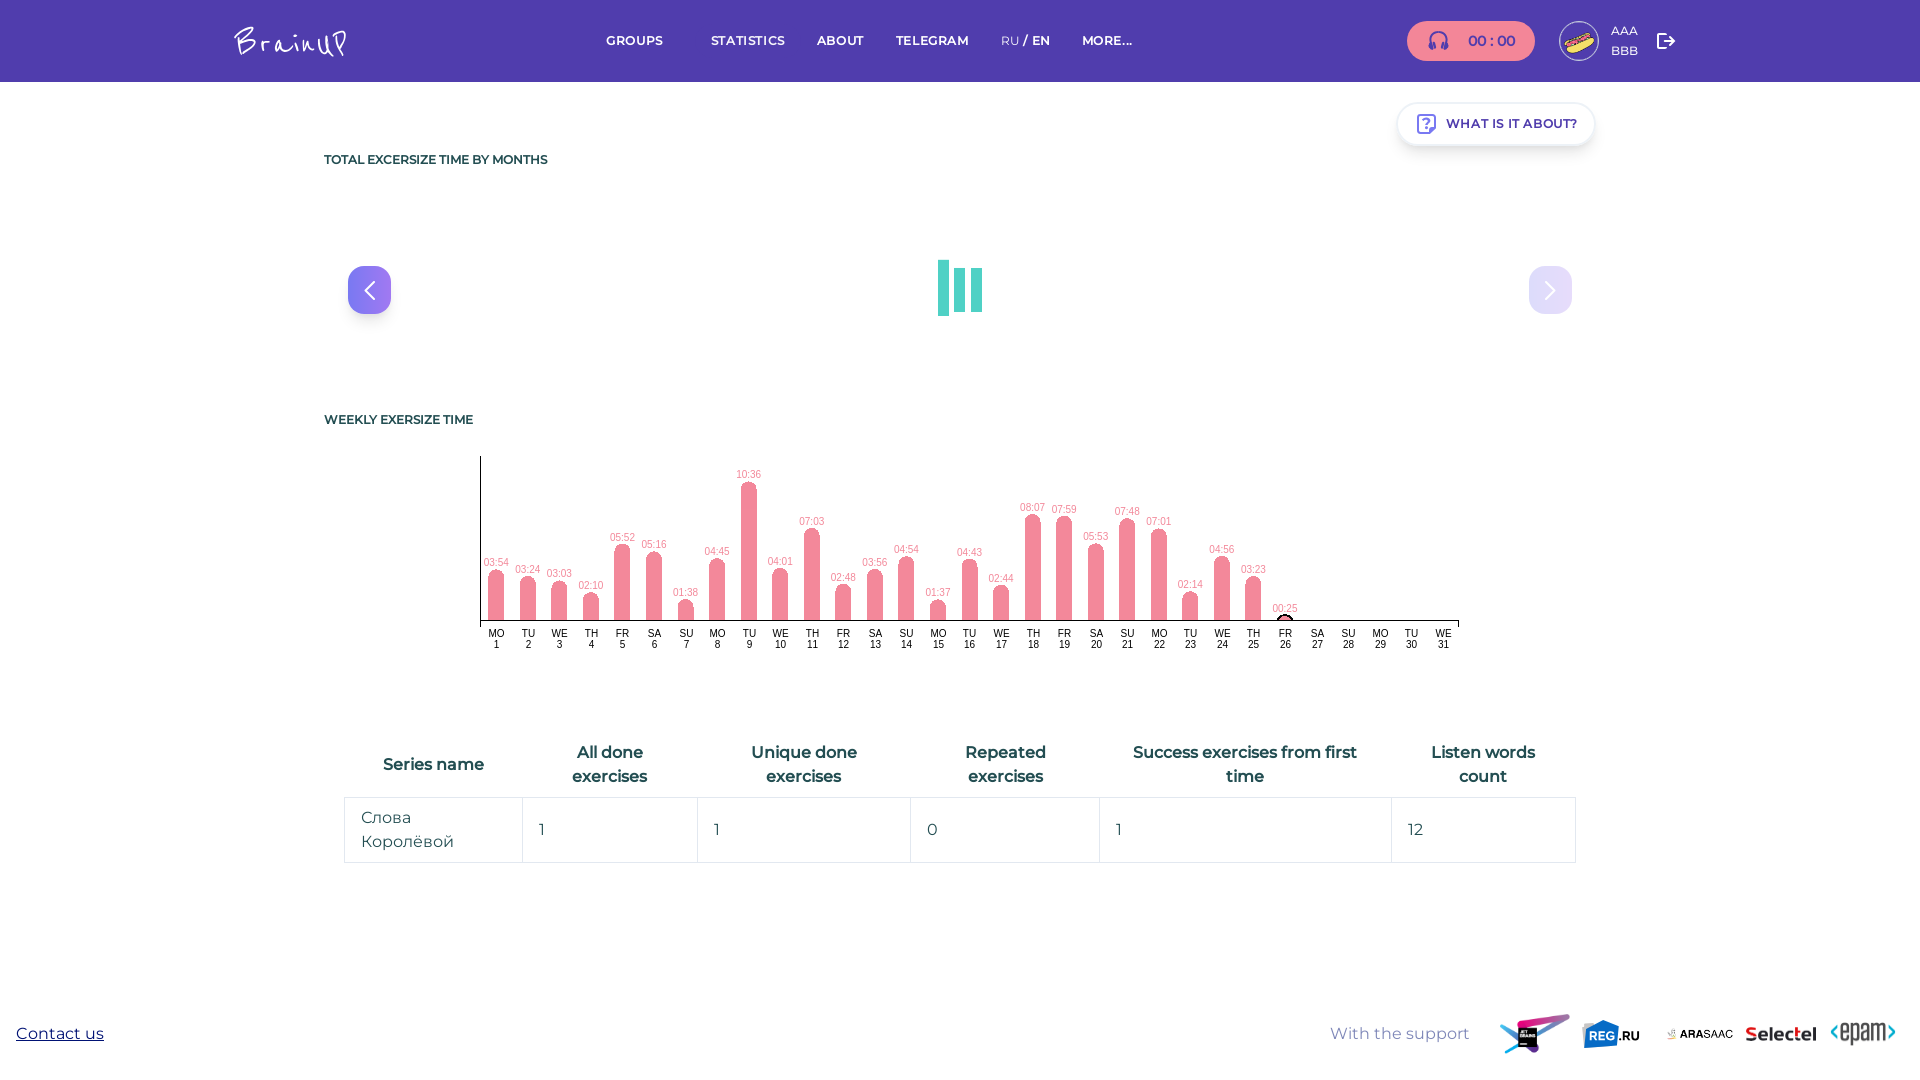 BrainUP
GROUPS
STATISTICS
ABOUT
TELEGRAM
RU / EN
MORE...
00 : 00
AAA
BBB
WHAT IS IT ABOUT?
TOTAL EXCERSIZE TIME BY MONTHS
WEEKLY EXERSIZE TIME
03:54 03:24 03:03 02:10 05:52 05:16 01:38 04:45 10:36 04:01 07:03 02:48 03:56 04:54 01:37 04:43 02:44 08:07 07:59 05:53 07:48 07:01 02:14 04:56 03:23 00:25
MO TU WE TH FR SA SU MO TU WE TH FR SA SU MO TU WE TH FR SA SU MO TU WE TH FR SA SU MO TU WE
1 2 3 4 5 6 7 8 9 10 11 12 13 14 15 16 17 18 19 20 21 22 23 24 25 26 27 28 29 30 31
Series name
All done
exercises
Unique done
exercises
Repeated
exercises
Success exercises from first
time
Listen words
count
Слова
Королёвой
1
1
0
1
12
Contact us
With the support
JET
BRAINS
REG.RU
ARASAAC
Selectel
<epam>